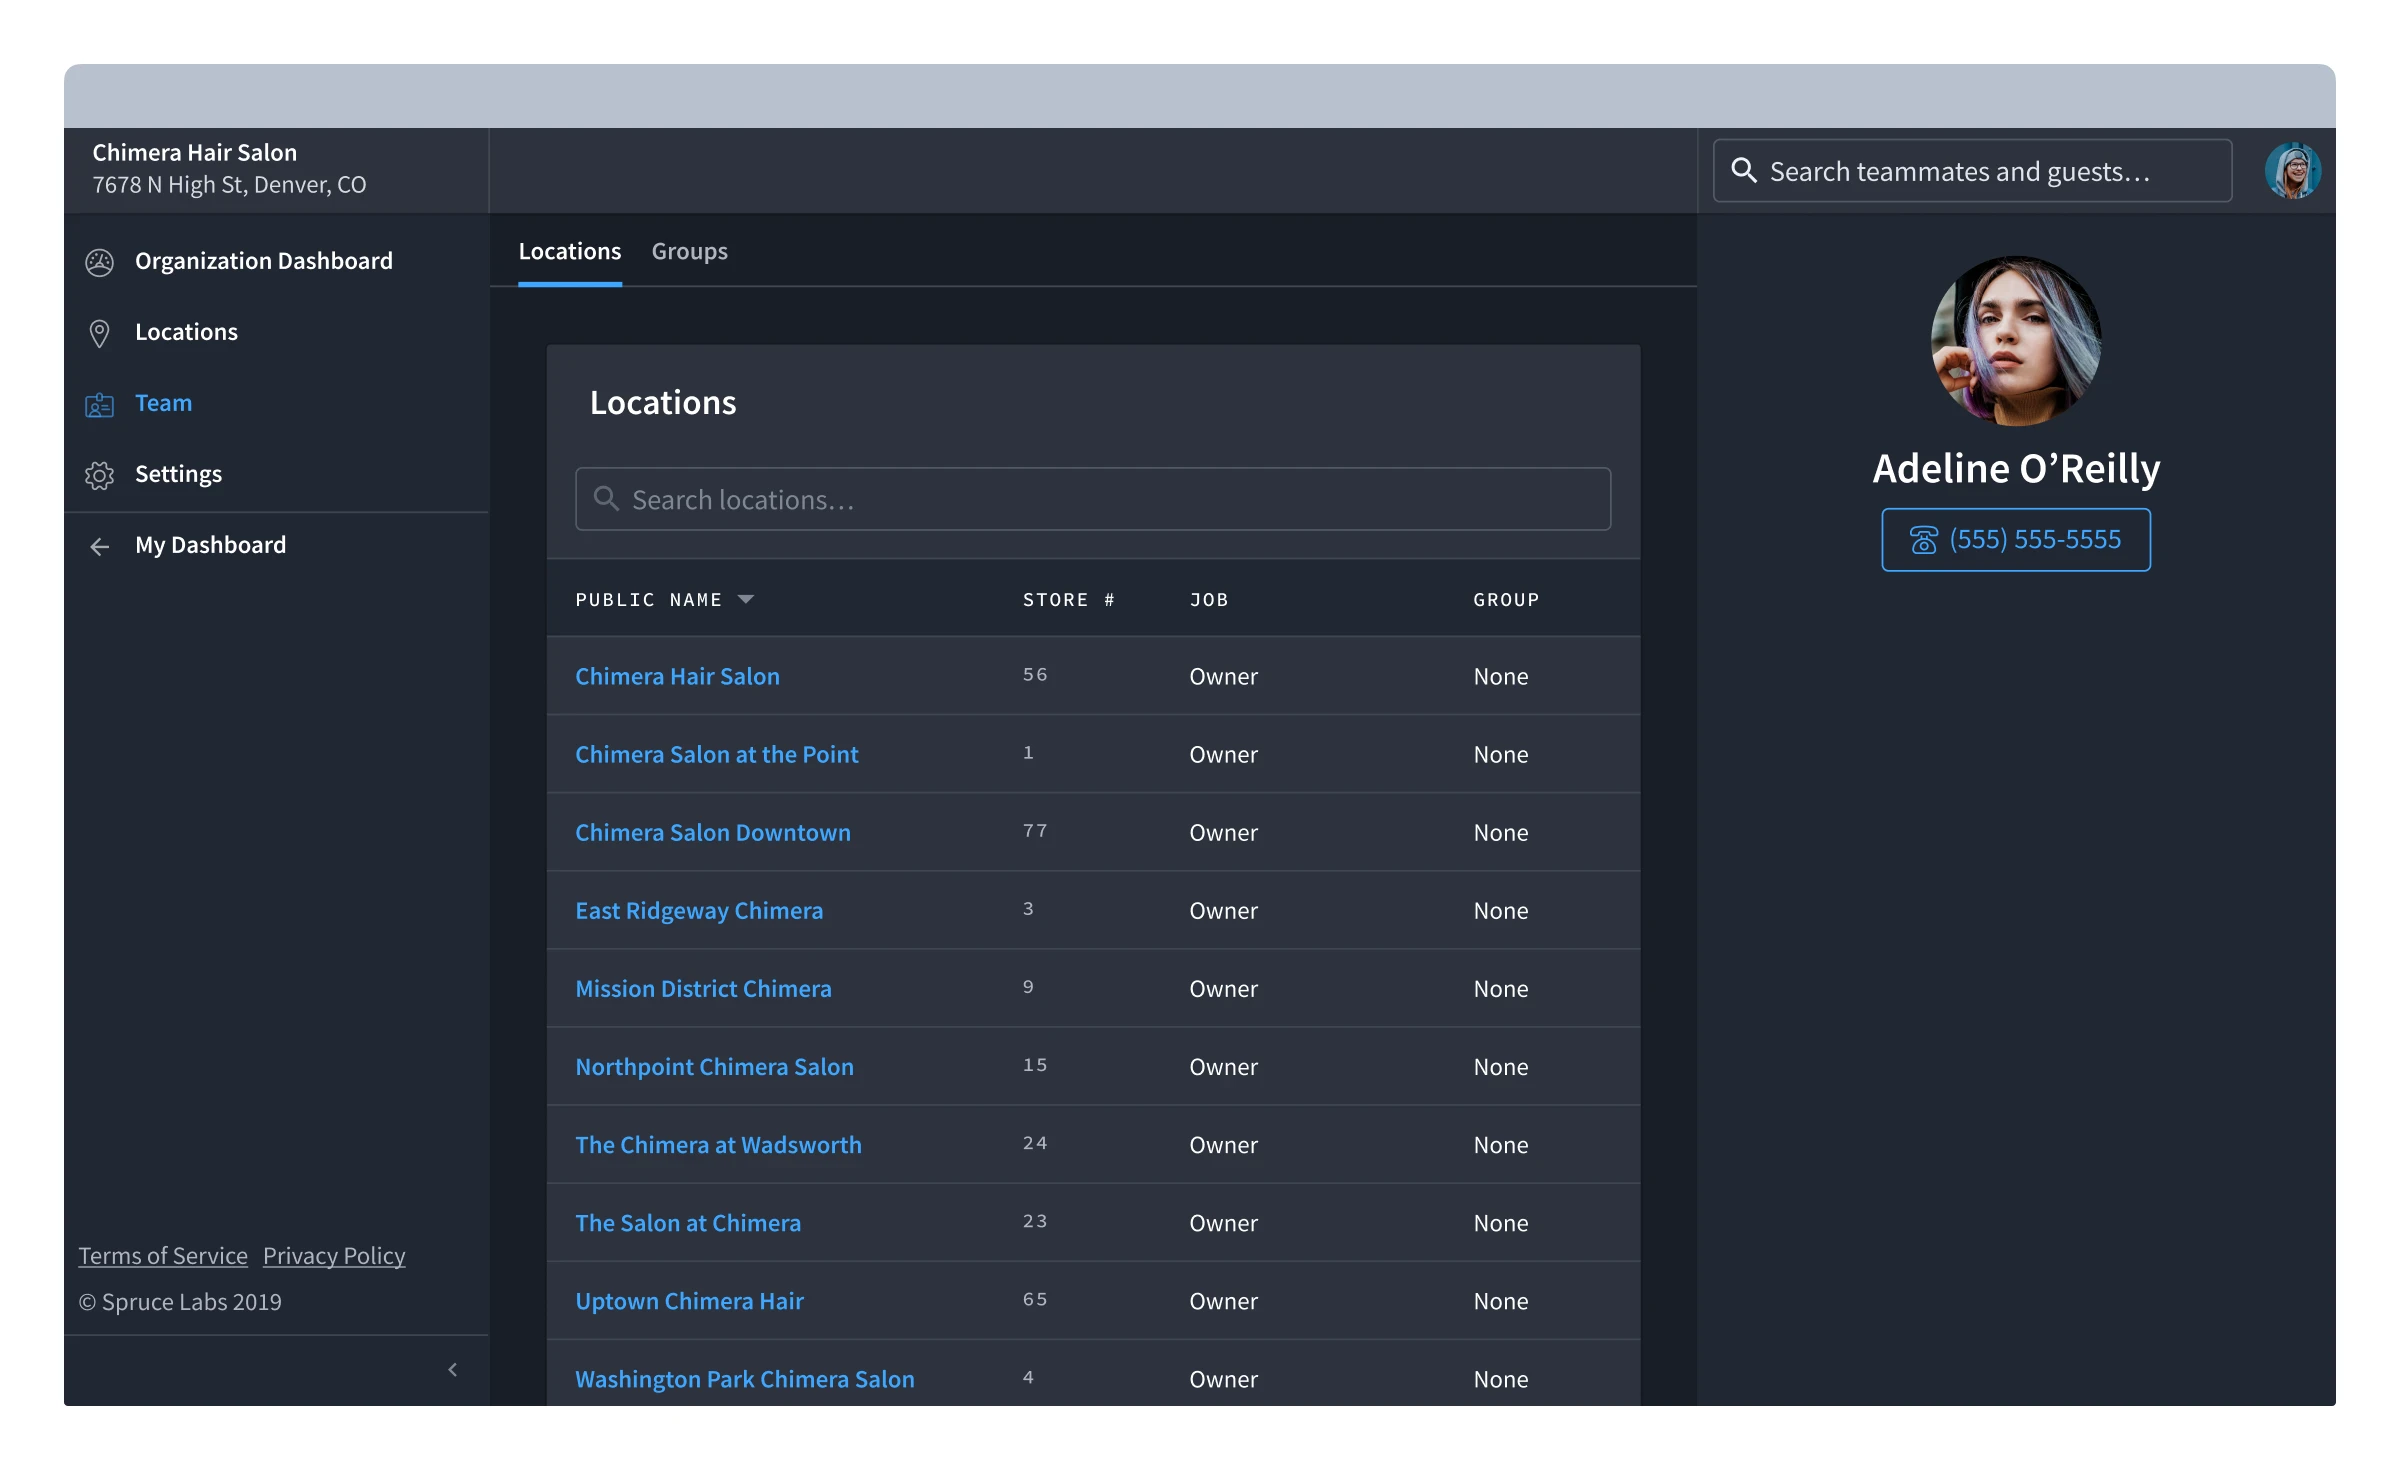 Chimera Hair Salon
7678 N High St, Denver, CO
Search teammates and guests…
Organization Dashboard
Locations
Team
Settings
My Dashboard
Terms of Service Privacy Policy
© Spruce Labs 2019
Locations Groups
Locations
Search locations…
PUBLIC NAME STORE # JOB GROUP
Chimera Hair Salon 56 Owner None
Chimera Salon at the Point 1 Owner None
Chimera Salon Downtown 77 Owner None
East Ridgeway Chimera 3 Owner None
Mission District Chimera 9 Owner None
Northpoint Chimera Salon 15 Owner None
The Chimera at Wadsworth 24 Owner None
The Salon at Chimera 23 Owner None
Uptown Chimera Hair 65 Owner None
Washington Park Chimera Salon 4 Owner None
Adeline O’Reilly
(555) 555-5555